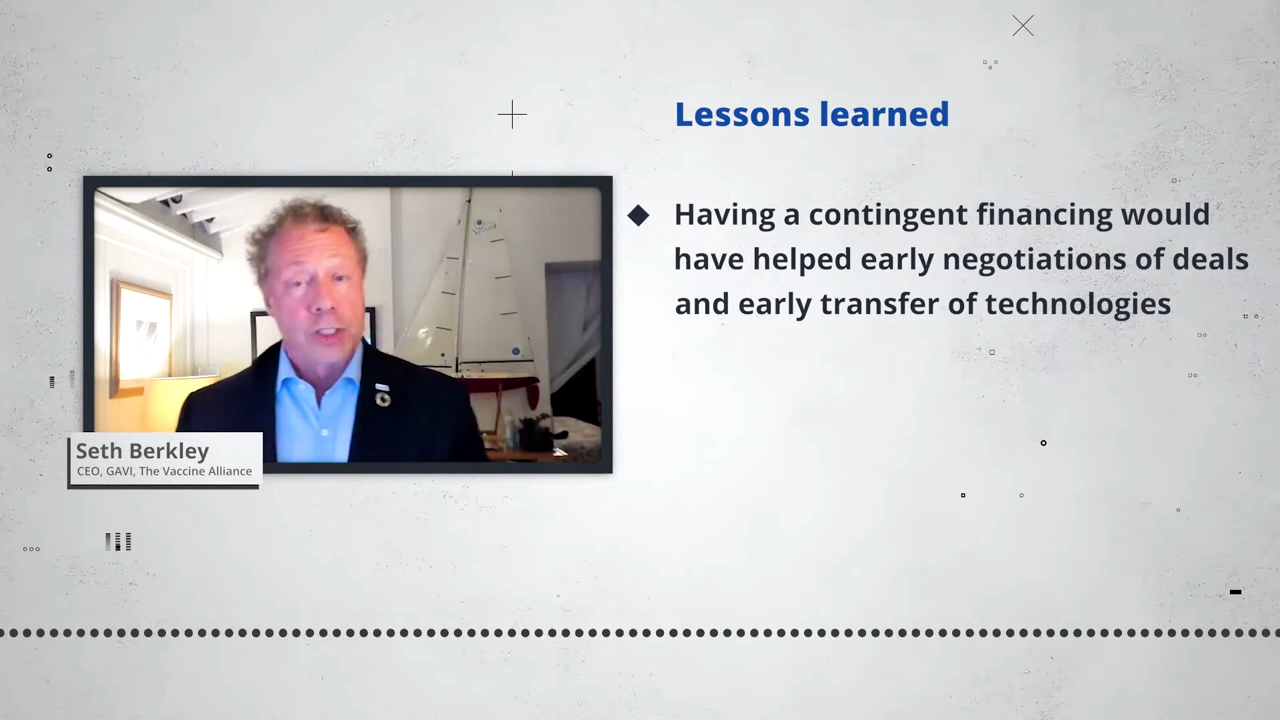 Lessons learned
Having a contingent financing would
have helped early negotiations of deals
and early transfer of technologies
Seth Berkley
CEO, GAVI, The Vaccine Alliance